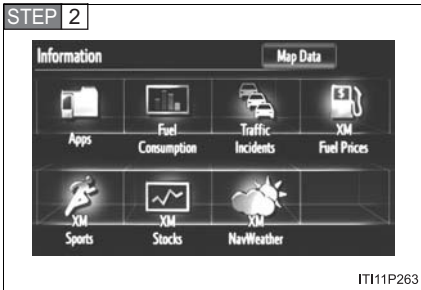 STEP 2
Information
Map Data
Apps
Fuel
Consumption
Traffic
Incidents
XM
Fuel Prices
XM
Sports
XM
Stocks
XM
NavWeather
ITI11P263